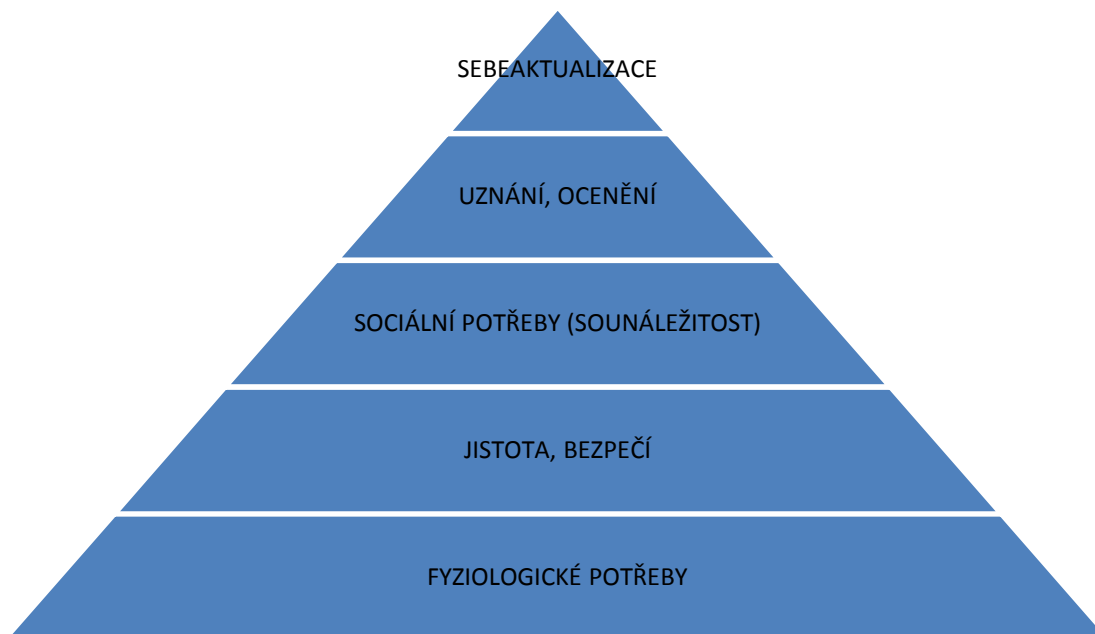 SEBEAKTUALIZACE
UZNÁNÍ, OCENĚNÍ
SOCIÁLNÍ POTŘEBY (SOUNÁLEŽITOST)
JISTOTA, BEZPEČÍ
FYZIOLOGICKÉ POTŘEBY